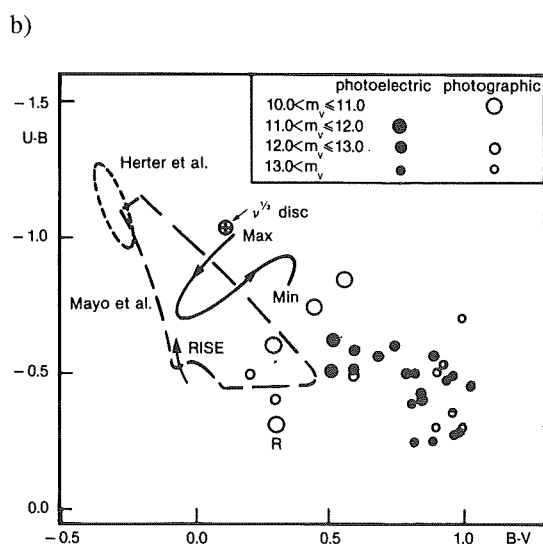 b)
photoelectric photographic
10.0<m_v⩽11.0
11.0<m_v⩽12.0
12.0<m_v⩽13.0
13.0<m_v
-1.5
U-B
Herter et al.
ν^{1/3} disc
-1.0
Max
Mayo et al.
Min
RISE
-0.5
R
0.0
-0.5 0.0 0.5 1.0 B-V